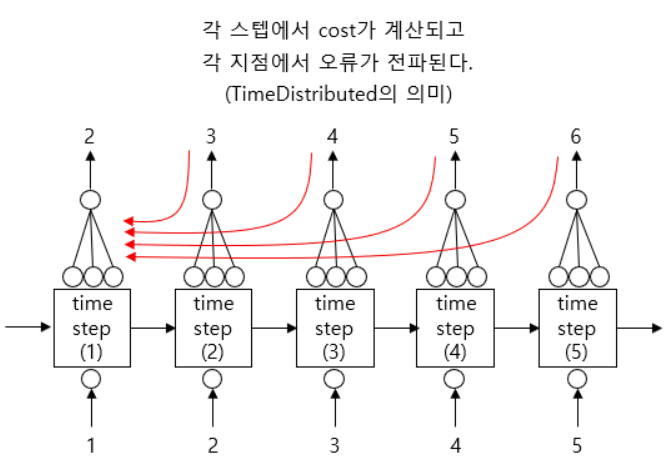 각 스텝에서 cost가 계산되고
각 지점에서 오류가 전파된다.
(TimeDistributed의 의미)
2 3 4 5 6
time time time time time
step step step step step
(1) (2) (3) (4) (5)
1 2 3 4 5